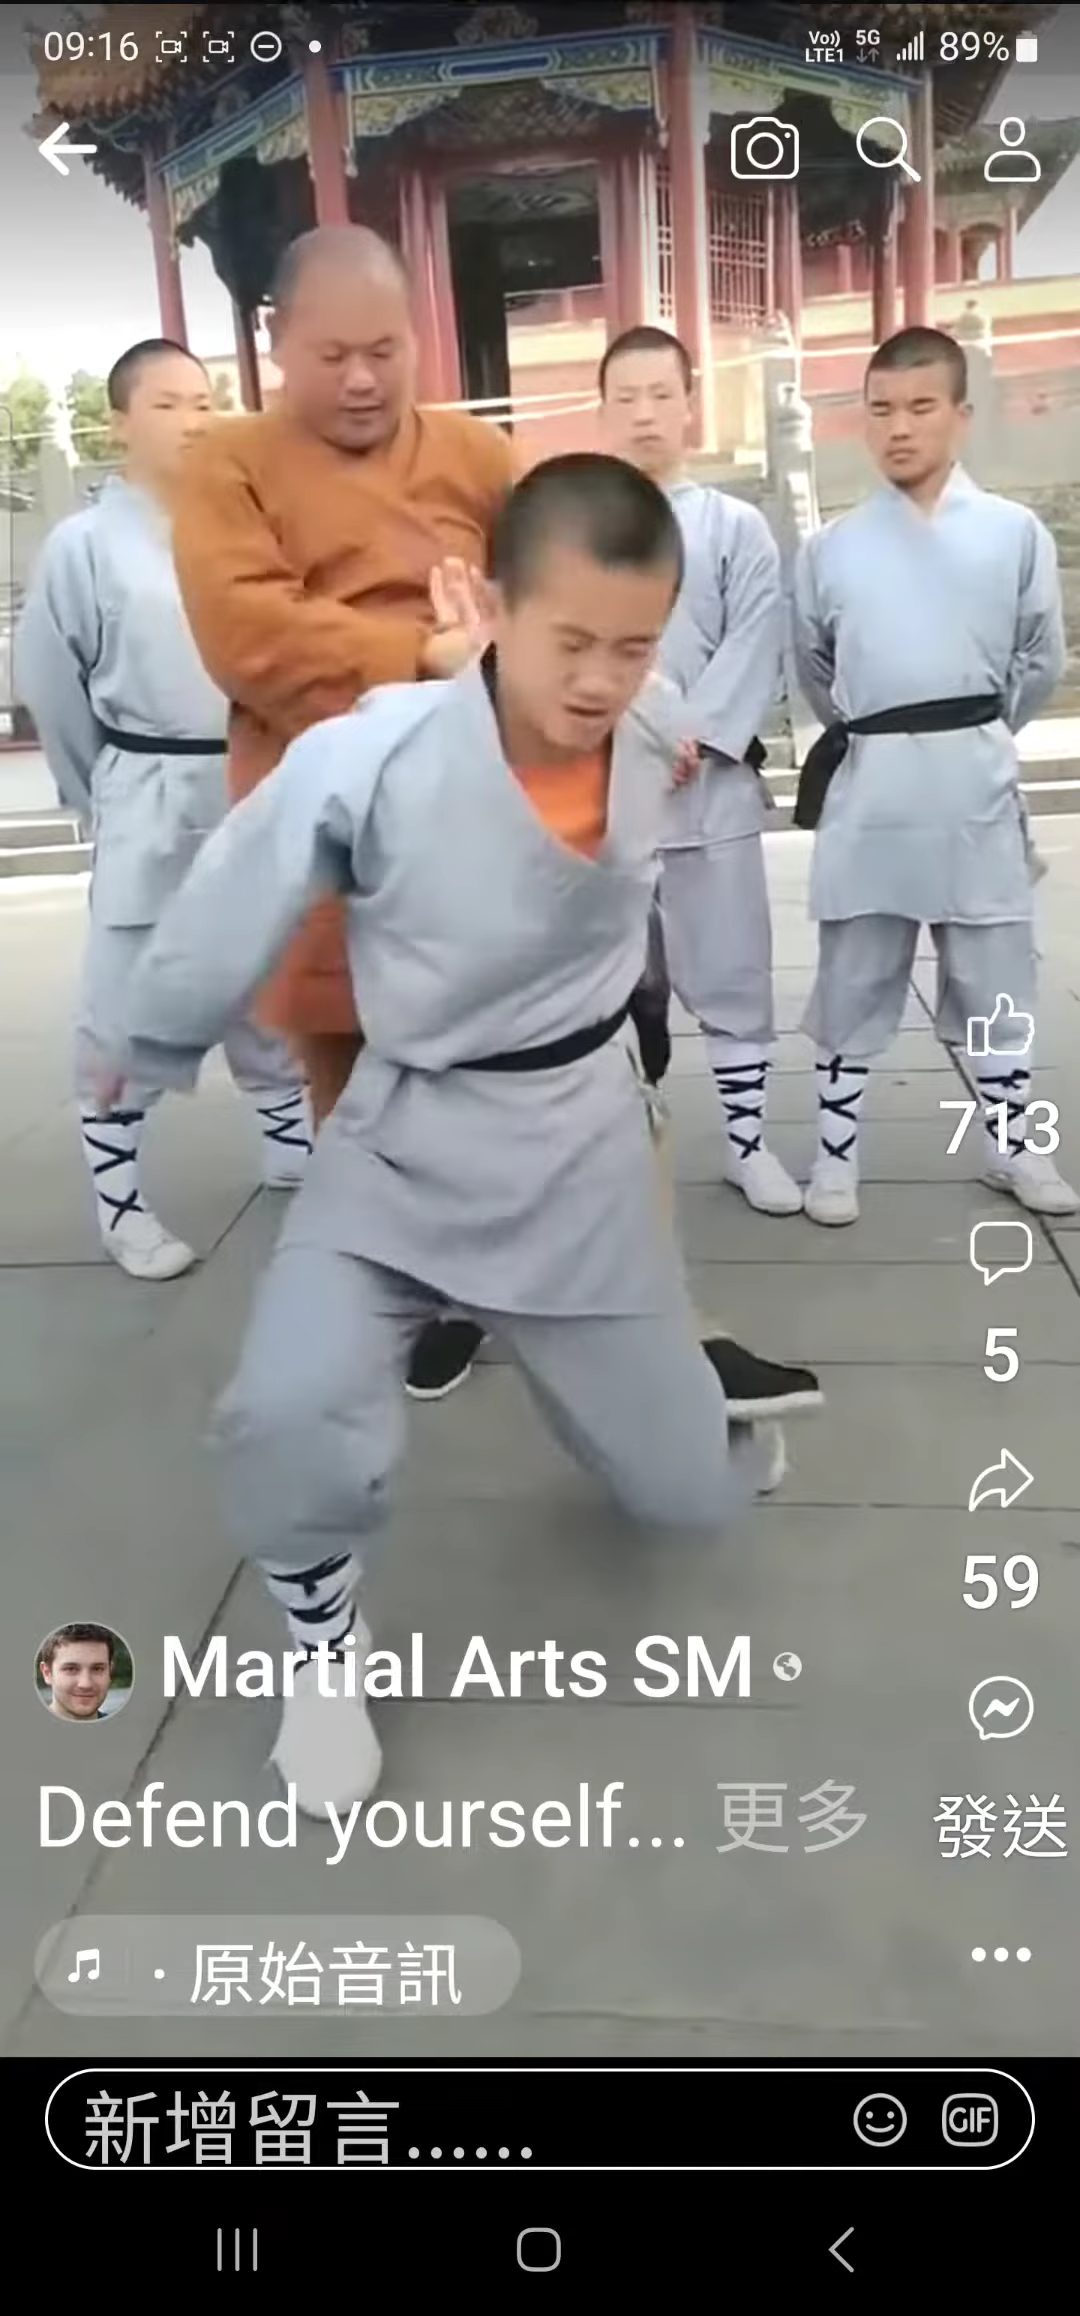 09:16
Vo)) LTE1 5G 89%
713
5
59
Martial Arts SM
Defend yourself... 更多
發送
· 原始音訊
新增留言......
GIF